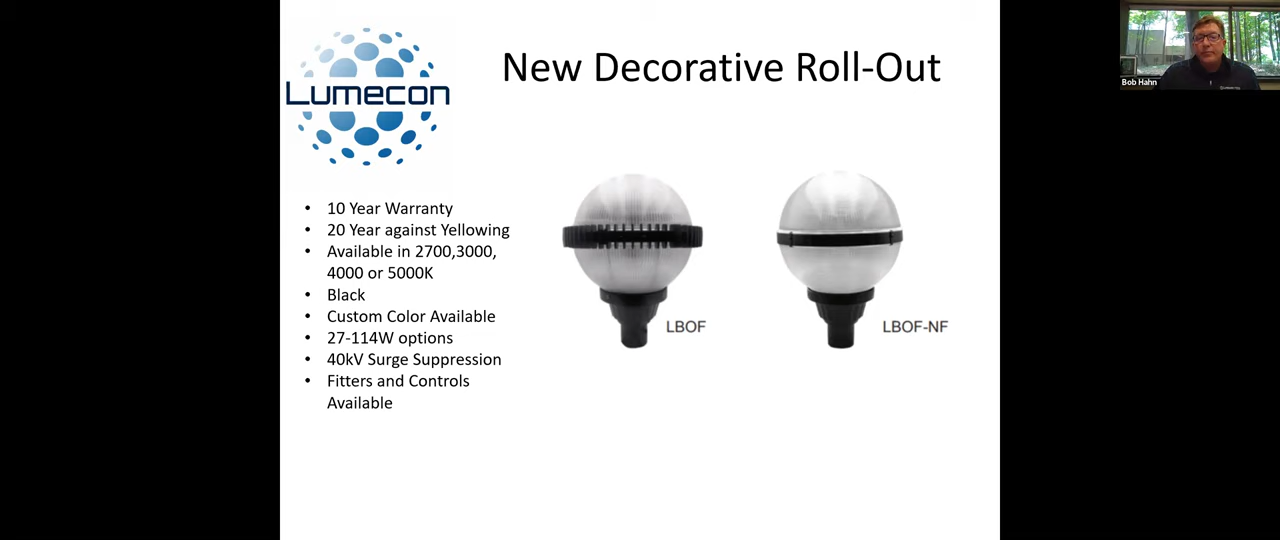 Lumecon
New Decorative Roll-Out
Bob Hahn
• 10 Year Warranty
• 20 Year against Yellowing
• Available in 2700,3000,
4000 or 5000K
• Black
• Custom Color Available
• 27-114W options
• 40kV Surge Suppression
• Fitters and Controls
Available
LBOF
LBOF-NF